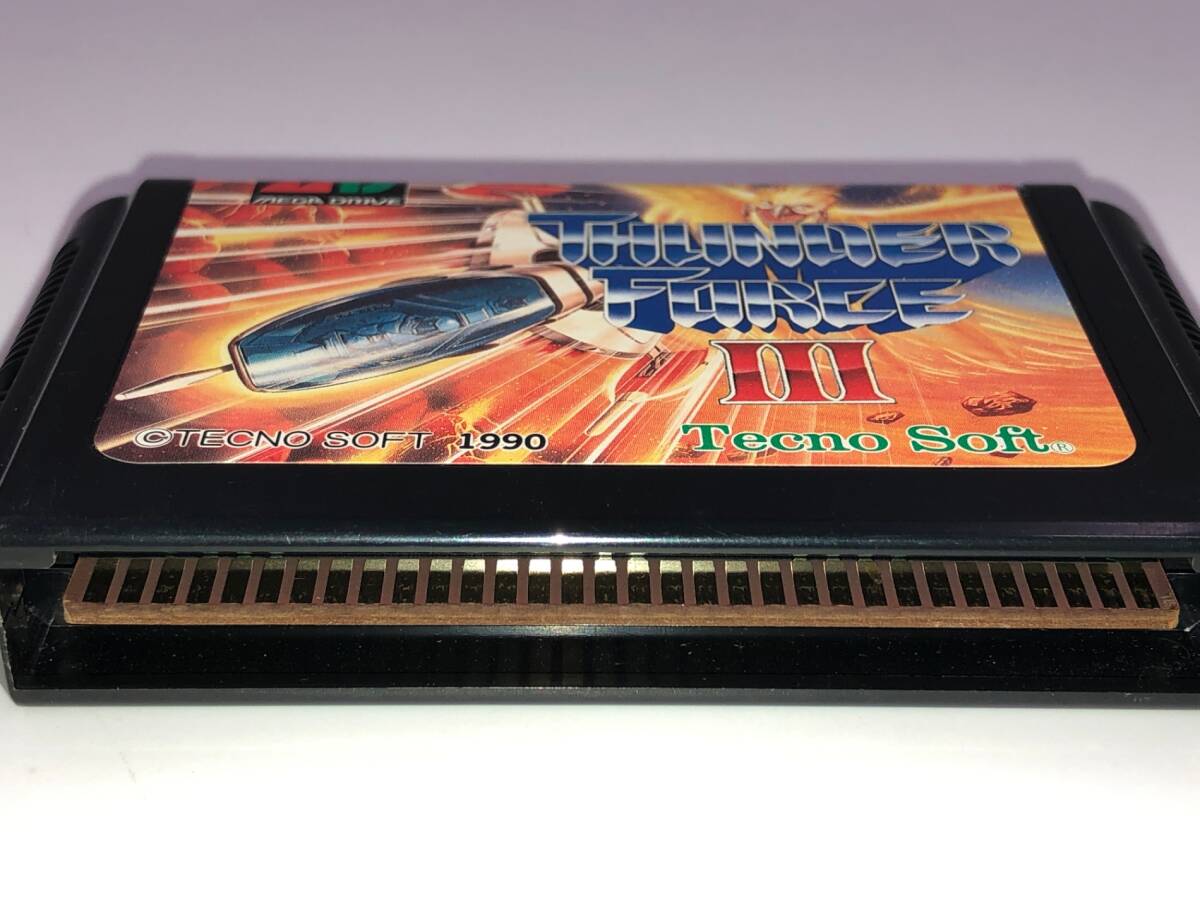 MEGA DRIVE
THUNDER
FORCE
III
©TECNO SOFT 1990
Tecno Soft®